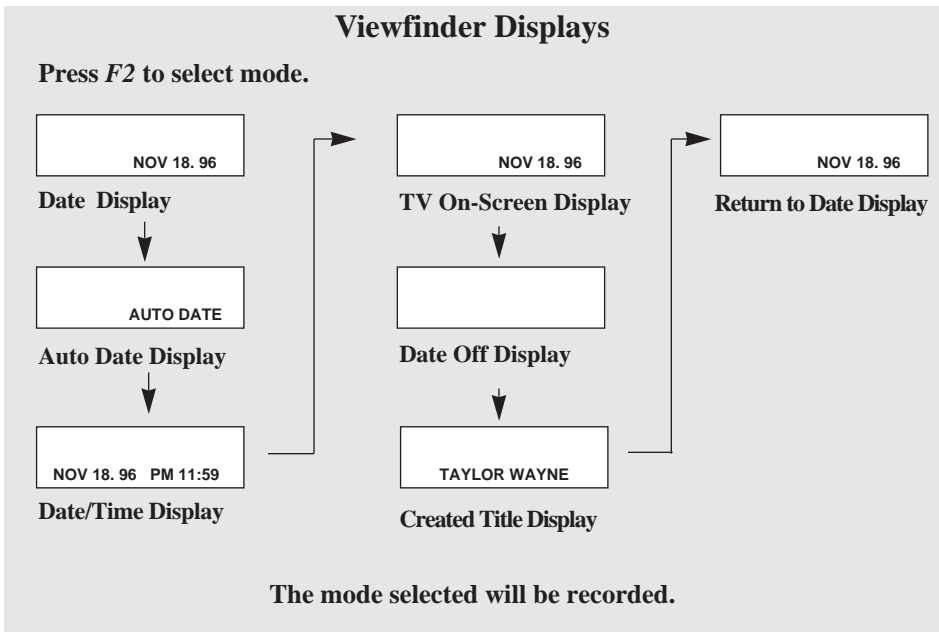 Viewfinder Displays
Press F2 to select mode.
NOV 18. 96
Date Display
AUTO DATE
Auto Date Display
NOV 18. 96 PM 11:59
Date/Time Display
NOV 18. 96
TV On-Screen Display
Date Off Display
TAYLOR WAYNE
Created Title Display
NOV 18. 96
Return to Date Display
The mode selected will be recorded.